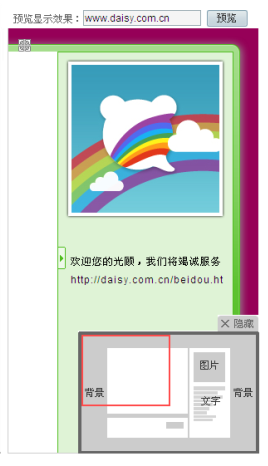 预览显示效果：www.daisy.com.cn 预览
欢迎您的光顾，我们将竭诚服务
http://daisy.com.cn/beidou.ht
× 隐藏
图片
背景 文字 背景